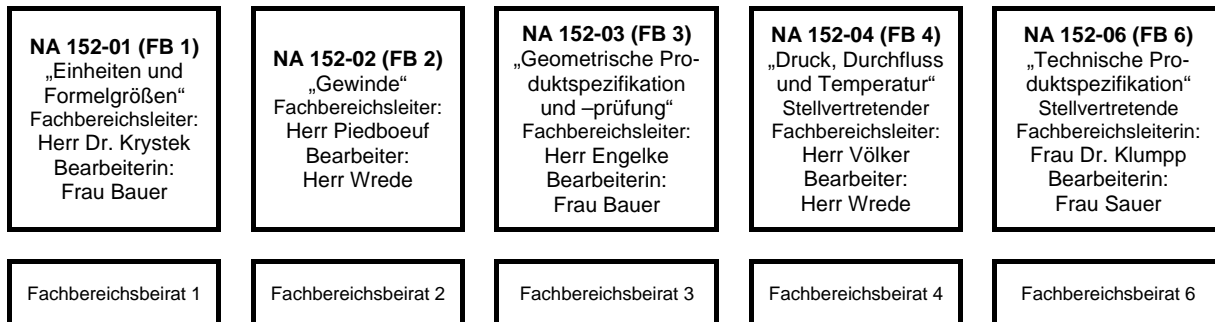 NA 152-01 (FB 1)
„Einheiten und
Formelgrößen“
Fachbereichsleiter:
Herr Dr. Krystek
Bearbeiterin:
Frau Bauer
NA 152-02 (FB 2)
„Gewinde“
Fachbereichsleiter:
Herr Piedboeuf
Bearbeiter:
Herr Wrede
NA 152-03 (FB 3)
„Geometrische Pro-
duktspezifikation
und –prüfung“
Fachbereichsleiter:
Herr Engelke
Bearbeiterin:
Frau Bauer
NA 152-04 (FB 4)
„Druck, Durchfluss
und Temperatur“
Stellvertretender
Fachbereichsleiter:
Herr Völker
Bearbeiter:
Herr Wrede
NA 152-06 (FB 6)
„Technische Pro-
duktspezifikation“
Stellvertretende
Fachbereichsleiterin:
Frau Dr. Klumpp
Bearbeiterin:
Frau Sauer
Fachbereichsbeirat 1
Fachbereichsbeirat 2
Fachbereichsbeirat 3
Fachbereichsbeirat 4
Fachbereichsbeirat 6